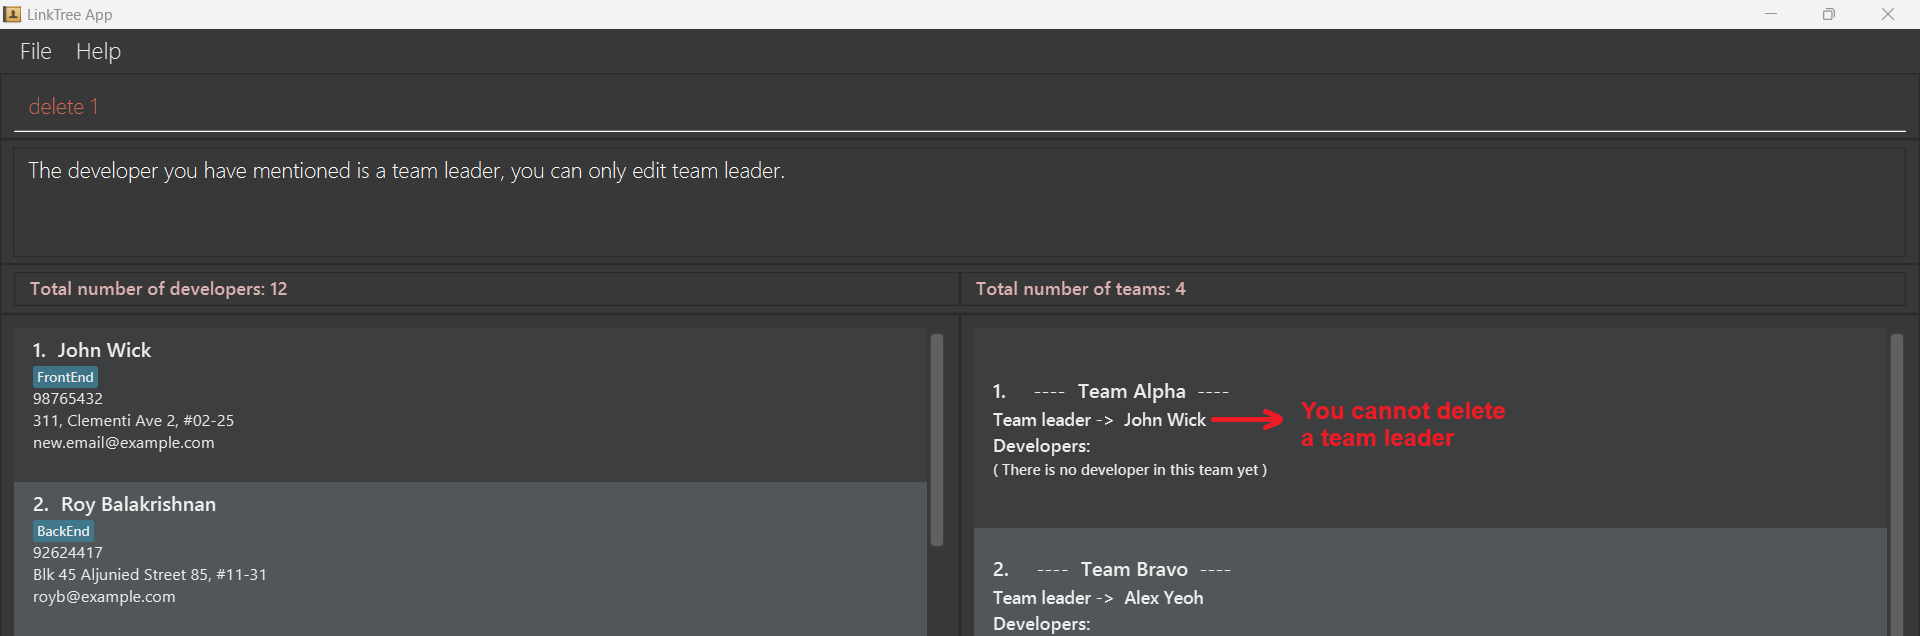 LinkTree App
File Help
delete 1
The developer you have mentioned is a team leader, you can only edit team leader.
Total number of developers: 12
Total number of teams: 4
1. John Wick
FrontEnd
98765432
311, Clementi Ave 2, #02-25
new.email@example.com
2. Roy Balakrishnan
BackEnd
92624417
Blk 45 Aljunied Street 85, #11-31
royb@example.com
1. ---- Team Alpha ----
Team leader -> John Wick
Developers:
( There is no developer in this team yet )
You cannot delete
a team leader
2. ---- Team Bravo ----
Team leader -> Alex Yeoh
Developers: